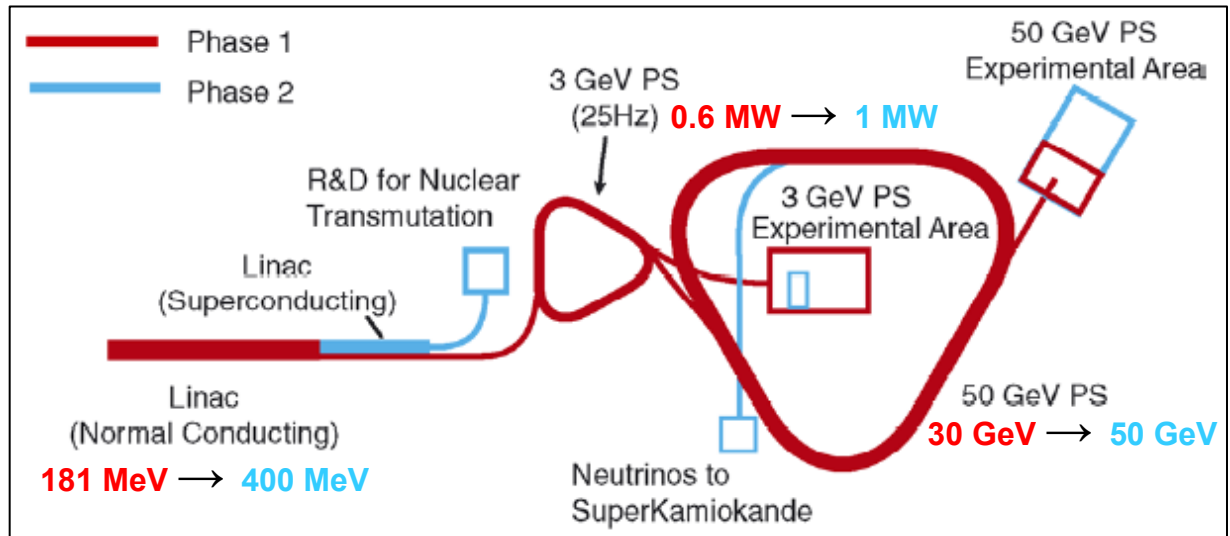 Phase 1
Phase 2
3 GeV PS
(25Hz) 0.6 MW → 1 MW
50 GeV PS
Experimental Area
R&D for Nuclear
Transmutation
3 GeV PS
Experimental Area
Linac
(Superconducting)
Linac
(Normal Conducting)
181 MeV → 400 MeV
50 GeV PS
30 GeV → 50 GeV
Neutrinos to
SuperKamiokande